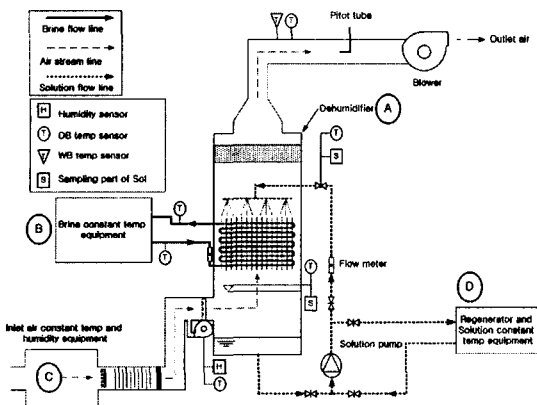 Brine flow line
Air stream line
Solution flow line
H Humidity sensor
T DB temp sensor
T WB temp sensor
S Sampling part of Sol
T
T
Pitot tube
Outlet air
Blower
Dehumidifier
A
T
S
B
Brine constant temp
equipment
T
T
Flow meter
T
S
D
Regenerator and
Solution constant
temp equipment
Solution pump
Inlet air constant temp and
humidity equipment
C
H
T